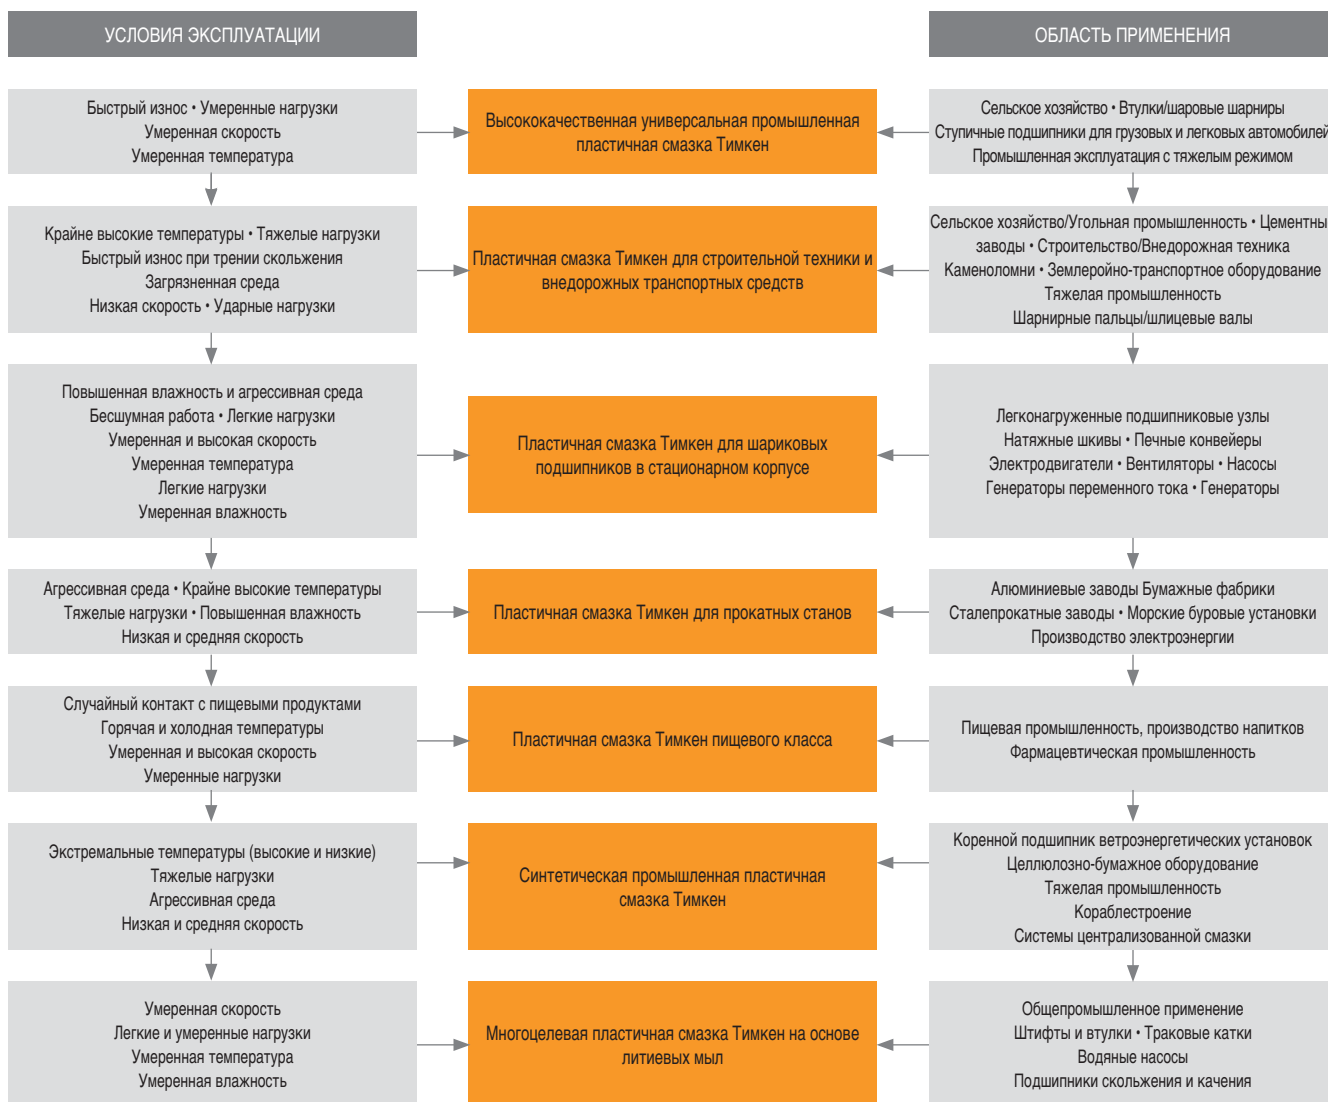 УСЛОВИЯ ЭКСПЛУАТАЦИИ
ОБЛАСТЬ ПРИМЕНЕНИЯ
Быстрый износ • Умеренные нагрузки
Умеренная скорость
Умеренная температура
Высококачественная универсальная промышленная
пластичная смазка Тимкен
Сельское хозяйство • Втулки/шаровые шарниры
Ступичные подшипники для грузовых и легковых автомобилей
Промышленная эксплуатация с тяжелым режимом
Крайне высокие температуры • Тяжелые нагрузки
Быстрый износ при трении скольжения
Загрязненная среда
Низкая скорость • Ударные нагрузки
Пластичная смазка Тимкен для строительной техники и
внедорожных транспортных средств
Сельское хозяйство/Угольная промышленность • Цементны
заводы • Строительство/Внедорожная техника
Каменоломни • Землеройно-транспортное оборудование
Тяжелая промышленность
Шарнирные пальцы/шлицевые валы
Повышенная влажность и агрессивная среда
Бесшумная работа • Легкие нагрузки
Умеренная и высокая скорость
Умеренная температура
Легкие нагрузки
Умеренная влажность
Пластичная смазка Тимкен для шариковых
подшипников в стационарном корпусе
Легконагруженные подшипниковые узлы
Натяжные шкивы • Печные конвейеры
Электродвигатели • Вентиляторы • Насосы
Генераторы переменного тока • Генераторы
Агрессивная среда • Крайне высокие температуры
Тяжелые нагрузки • Повышенная влажность
Низкая и средняя скорость
Пластичная смазка Тимкен для прокатных станов
Алюминиевые заводы Бумажные фабрики
Сталепрокатные заводы • Морские буровые установки
Производство электроэнергии
Случайный контакт с пищевыми продуктами
Горячая и холодная температуры
Умеренная и высокая скорость
Умеренные нагрузки
Пластичная смазка Тимкен пищевого класса
Пищевая промышленность, производство напитков
Фармацевтическая промышленность
Экстремальные температуры (высокие и низкие)
Тяжелые нагрузки
Агрессивная среда
Низкая и средняя скорость
Синтетическая промышленная пластичная
смазка Тимкен
Коренной подшипник ветроэнергетических установок
Целлюлозно-бумажное оборудование
Тяжелая промышленность
Кораблестроение
Системы централизованной смазки
Умеренная скорость
Легкие и умеренные нагрузки
Умеренная температура
Умеренная влажность
Многоцелевая пластичная смазка Тимкен на основе
литиевых мыл
Общепромышленное применение
Штифты и втулки • Траковые катки
Водяные насосы
Подшипники скольжения и качения